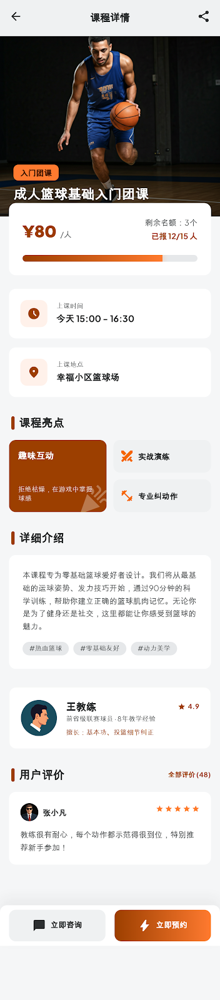 课程详情
入门团课
成人篮球基础入门团课
¥80 /人
剩余名额：3个
已报 12/15 人
上课时间
今天 15:00 - 16:30
上课地点
幸福小区篮球场
课程亮点
趣味互动
拒绝枯燥，在游戏中掌握
球感
实战演练
专业纠动作
详细介绍
本课程专为零基础篮球爱好者设计。我们将从最基
础的运球姿势、发力技巧开始，通过90分钟的科
学训练，帮助你建立正确的篮球肌肉记忆。无论你
是为了健身还是社交，这里都能让你感受到篮球的
魅力。
#热血篮球 #零基础友好 #动力美学
王教练
4.9
前省级联赛球员 · 8年教学经验
擅长：基本功、投篮细节纠正
用户评价
全部评价(48)
张小凡
教练很有耐心，每个动作都示范得很到位，特别推
荐新手参加！
立即咨询
立即预约